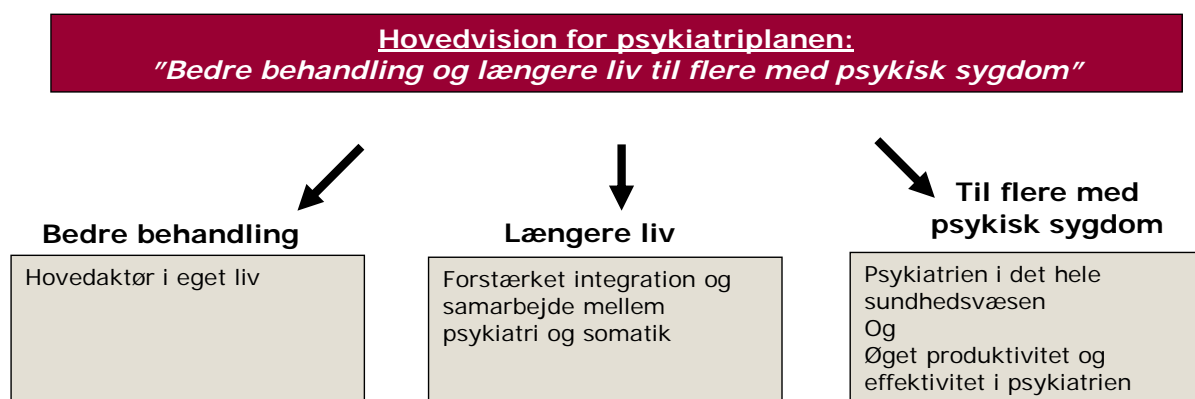 Hovedvision for psykiatriplanen:
"Bedre behandling og længere liv til flere med psykisk sygdom"
Bedre behandling
Hovedaktør i eget liv
Længere liv
Forstærket integration og
samarbejde mellem
psykiatri og somatik
Til flere med
psykisk sygdom
Psykiatrien i det hele
sundhedsvæsen
Og
Øget produktivitet og
effektivitet i psykiatrien